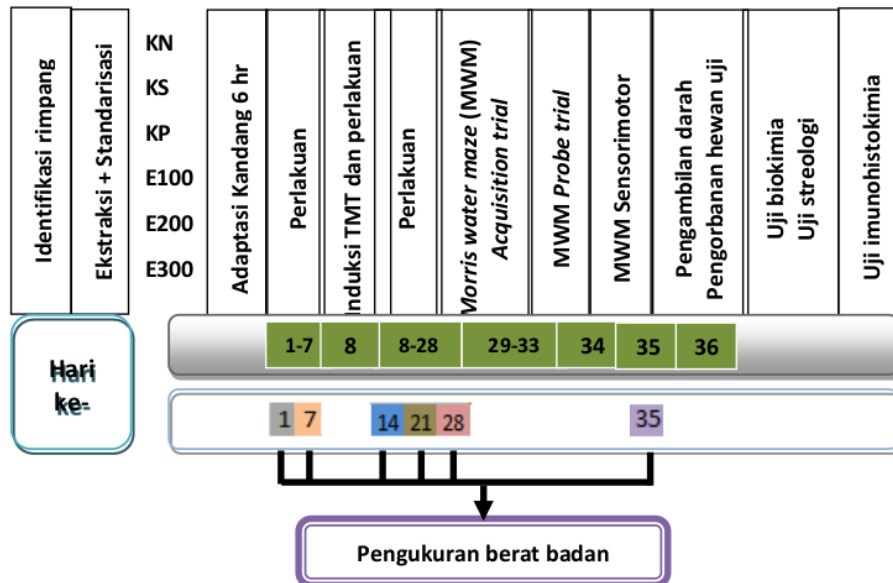 Identifikasi rimpang
Ekstraksi + Standarisasi
KN
KS
KP
E100
E200
E300
Adaptasi Kandang 6 hr
Perlakuan
Induksi TMT dan perlakuan
Perlakuan
Morris water maze (MWM)
Acquisition trial
MWM Probe trial
MWM Sensorimotor
Pengambilan darah
Pengorbanan hewan uji
Uji biokimia
Uji streologi
Uji imunohistokimia
Hari
ke-
1-7 8 8-28 29-33 34 35 36
1 7 14 21 28 35
Pengukuran berat badan